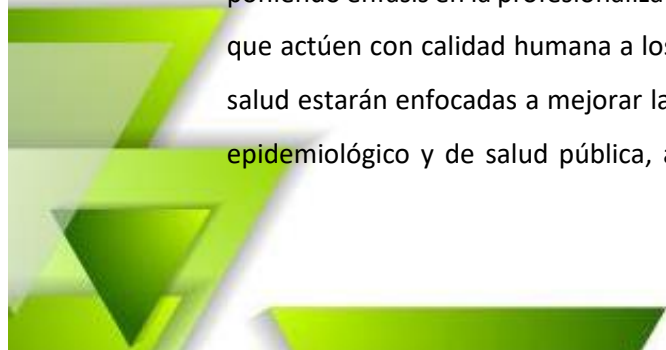 poniendo énfasis en la profesionaliza
que actúen con calidad humana a los
salud estarán enfocadas a mejorar la
epidemiológico y de salud pública, a